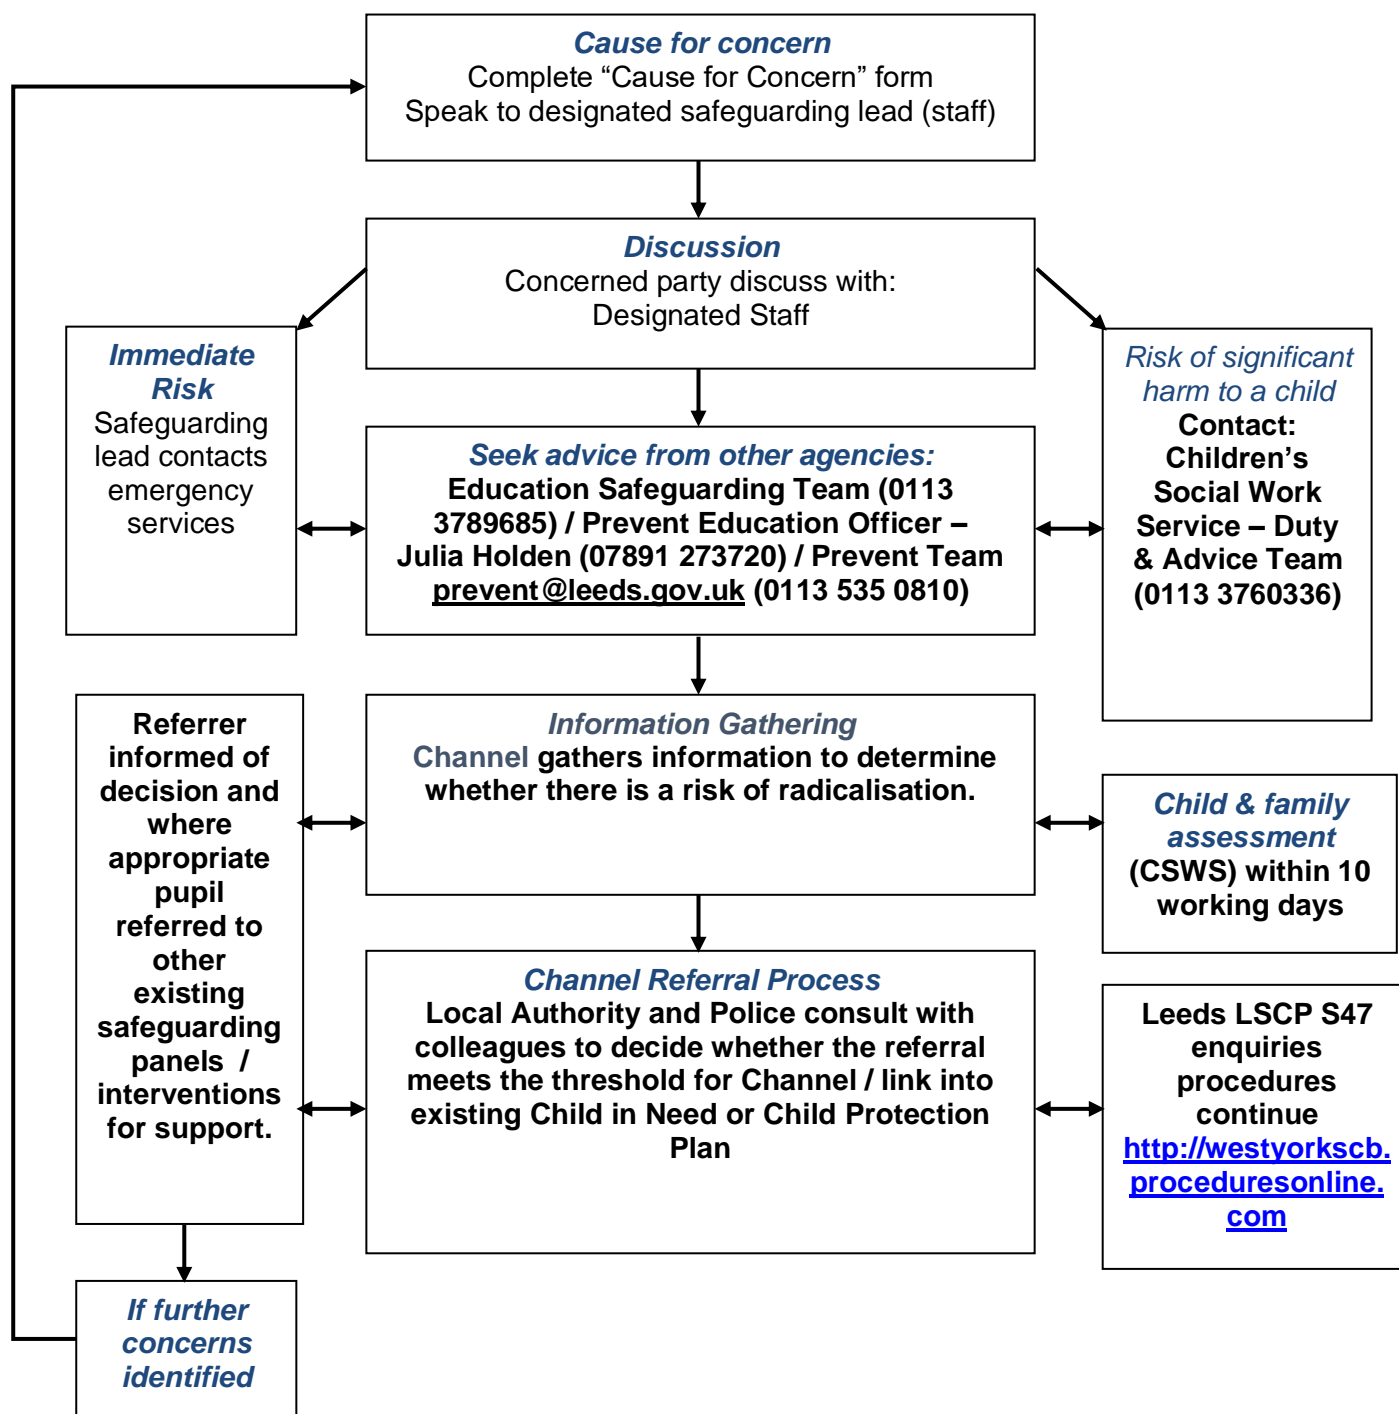 Cause for concern
Complete “Cause for Concern” form
Speak to designated safeguarding lead (staff)
Discussion
Concerned party discuss with:
Designated Staff
Immediate
Risk
Safeguarding
lead contacts
emergency
services
Seek advice from other agencies:
Education Safeguarding Team (0113
3789685) / Prevent Education Officer –
Julia Holden (07891 273720) / Prevent Team
prevent@leeds.gov.uk (0113 535 0810)
Risk of significant
harm to a child
Contact:
Children’s
Social Work
Service – Duty
& Advice Team
(0113 3760336)
Referrer
informed of
decision and
where
appropriate
pupil
referred to
other
existing
safeguarding
panels /
interventions
for support.
Information Gathering
Channel gathers information to determine
whether there is a risk of radicalisation.
Child & family
assessment
(CSWS) within 10
working days
Channel Referral Process
Local Authority and Police consult with
colleagues to decide whether the referral
meets the threshold for Channel / link into
existing Child in Need or Child Protection
Plan
Leeds LSCP S47
enquiries
procedures
continue
http://westyorkscb.
proceduresonline.
com
If further
concerns
identified